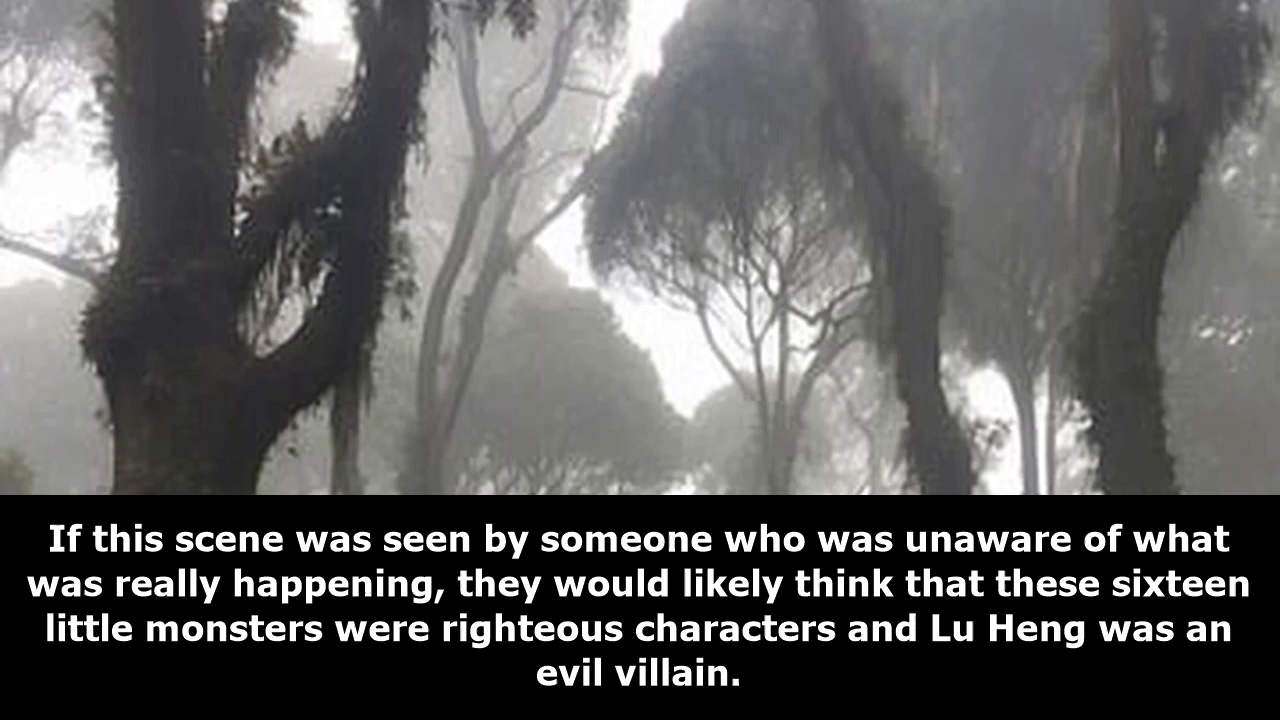 If this scene was seen by someone who was unaware of what
was really happening, they would likely think that these sixteen
little monsters were righteous characters and Lu Heng was an
evil villain.